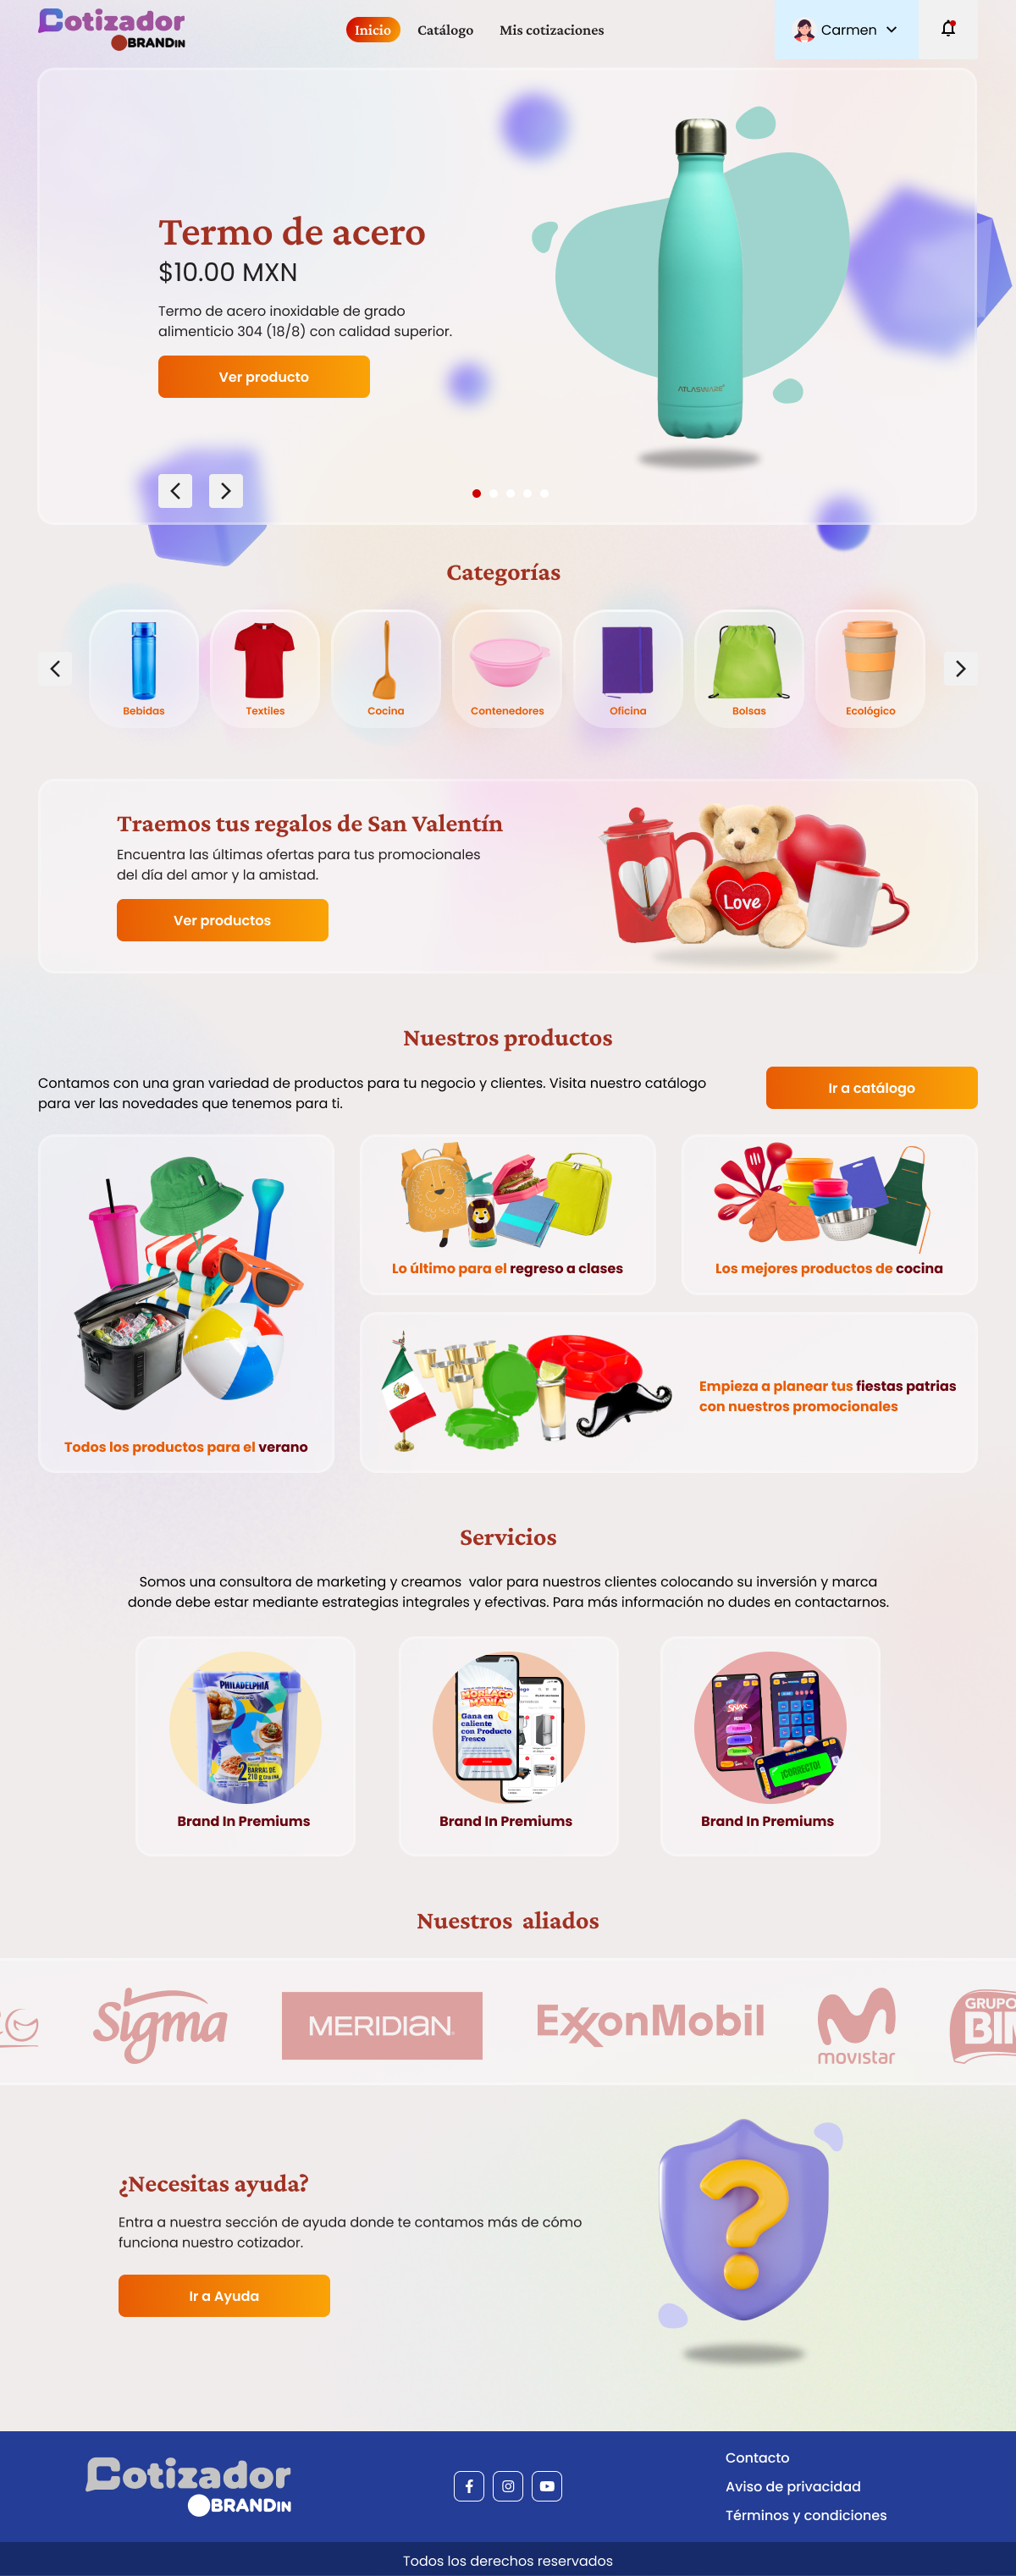 Cotizador
BRANDIN
Inicio
Catálogo
Mis cotizaciones
Carmen
Termo de acero
$10.00 MXN
Termo de acero inoxidable de grado
alimenticio 304 (18/8) con calidad superior.
Ver producto
ATLASWARE
Categorías
Bebidas
Textiles
Cocina
Contenedores
Oficina
Bolsas
Ecológico
Traemos tus regalos de San Valentín
Encuentra las últimas ofertas para tus promocionales
del día del amor y la amistad.
Ver productos
Love
Nuestros productos
Contamos con una gran variedad de productos para tu negocio y clientes. Visita nuestro catálogo
para ver las novedades que tenemos para ti.
Ir a catálogo
Lo último para el regreso a clases
Los mejores productos de cocina
Todos los productos para el verano
Empieza a planear tus fiestas patrias
con nuestros promocionales
Servicios
Somos una consultora de marketing y creamos  valor para nuestros clientes colocando su inversión y marca
donde debe estar mediante estrategias integrales y efectivas. Para más información no dudes en contactarnos.
PHILADELPHIA
2 BARRAS DE
210 g
MORLACO
MANÍA
Gana en
caliente
con Producto
Fresco
SNAX
¡CORRECTO!
Brand In Premiums
Brand In Premiums
Brand In Premiums
Nuestros  aliados
Sigma
MERIDIAN
ExxonMobil
movistar
GRUPO
BIM
¿Necesitas ayuda?
Entra a nuestra sección de ayuda donde te contamos más de cómo
funciona nuestro cotizador.
Ir a Ayuda
?
Cotizador
BRANDIN
Contacto
Aviso de privacidad
Términos y condiciones
Todos los derechos reservados